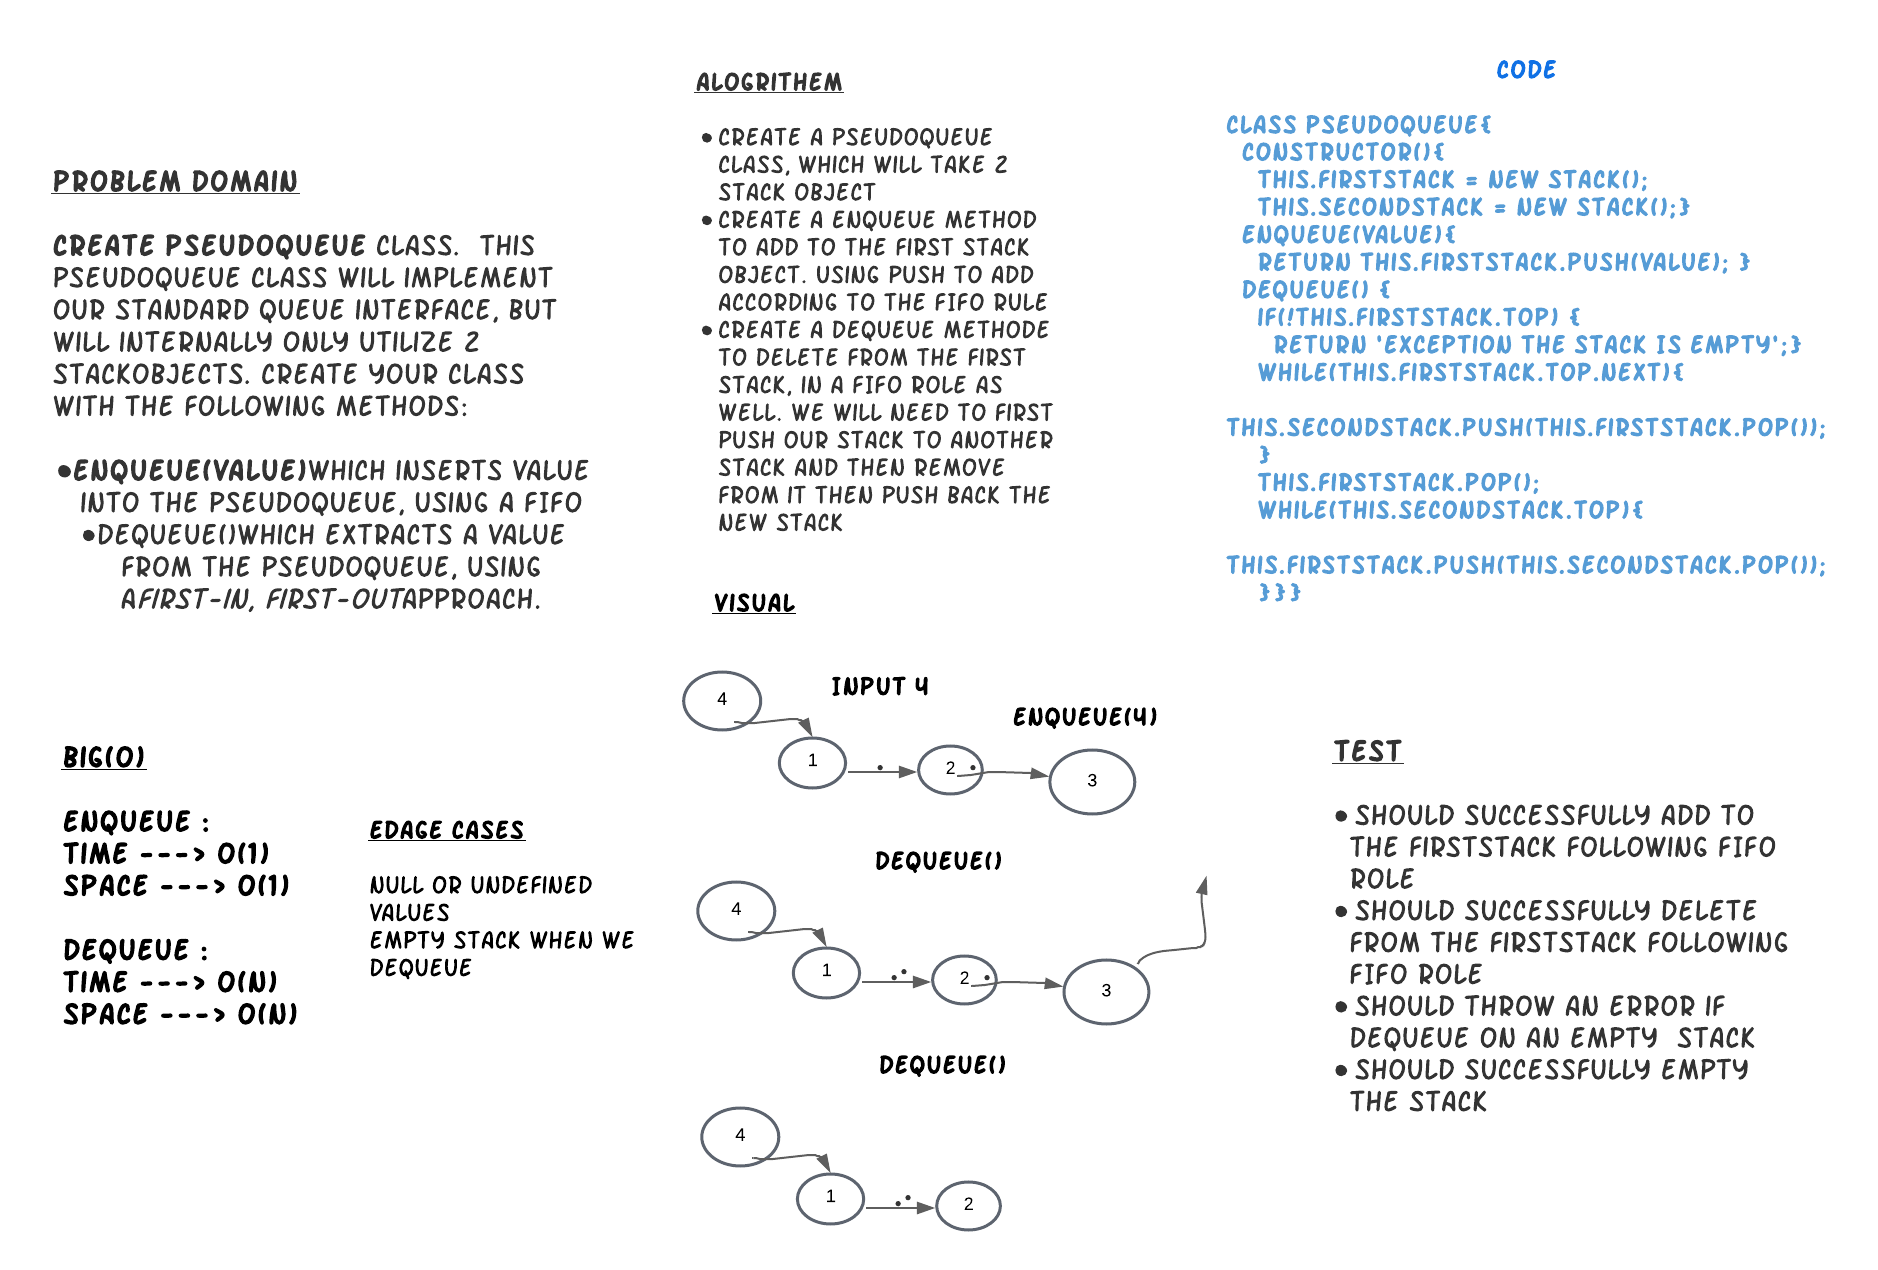 PROBLEM DOMAIN
CREATE PSEUDOQUEUE CLASS. THIS
PSEUDOQUEUE CLASS WILL IMPLEMENT
OUR STANDARD QUEUE INTERFACE, BUT
WILL INTERNALLY ONLY UTILIZE 2
STACKOBJECTS. CREATE YOUR CLASS
WITH THE FOLLOWING METHODS:
•ENQUEUE(VALUE)WHICH INSERTS VALUE
INTO THE PSEUDOQUEUE, USING A FIFO
•DEQUEUE()WHICH EXTRACTS A VALUE
FROM THE PSEUDOQUEUE, USING
AFIRST-IN, FIRST-OUTAPPROACH.
BIG(O)
ENQUEUE :
TIME ---> O(1)
SPACE ---> O(1)
DEQUEUE :
TIME ---> O(N)
SPACE ---> O(N)
EDAGE CASES
NULL OR UNDEFINED
VALUES
EMPTY STACK WHEN WE
DEQUEUE
ALOGRITHEM
• CREATE A PSEUDOQUEUE
CLASS, WHICH WILL TAKE 2
STACK OBJECT
• CREATE A ENQUEUE METHOD
TO ADD TO THE FIRST STACK
OBJECT. USING PUSH TO ADD
ACCORDING TO THE FIFO RULE
• CREATE A DEQUEUE METHODE
TO DELETE FROM THE FIRST
STACK, IN A FIFO ROLE AS
WELL. WE WILL NEED TO FIRST
PUSH OUR STACK TO ANOTHER
STACK AND THEN REMOVE
FROM IT THEN PUSH BACK THE
NEW STACK
VISUAL
4
INPUT 4
ENQUEUE(4)
1
2
3
DEQUEUE()
4
1
2
3
DEQUEUE()
4
1
2
CODE
CLASS PSEUDOQUEUE{
CONSTRUCTOR(){
THIS.FIRSTSTACK = NEW STACK();
THIS.SECONDSTACK = NEW STACK();}
ENQUEUE(VALUE){
RETURN THIS.FIRSTSTACK.PUSH(VALUE); }
DEQUEUE() {
IF(!THIS.FIRSTSTACK.TOP) {
RETURN 'EXCEPTION THE STACK IS EMPTY';}
WHILE(THIS.FIRSTSTACK.TOP.NEXT){
THIS.SECONDSTACK.PUSH(THIS.FIRSTSTACK.POP());
}
THIS.FIRSTSTACK.POP();
WHILE(THIS.SECONDSTACK.TOP){
THIS.FIRSTSTACK.PUSH(THIS.SECONDSTACK.POP());
}}}
TEST
• SHOULD SUCCESSFULLY ADD TO
THE FIRSTSTACK FOLLOWING FIFO
ROLE
• SHOULD SUCCESSFULLY DELETE
FROM THE FIRSTSTACK FOLLOWING
FIFO ROLE
• SHOULD THROW AN ERROR IF
DEQUEUE ON AN EMPTY STACK
• SHOULD SUCCESSFULLY EMPTY
THE STACK